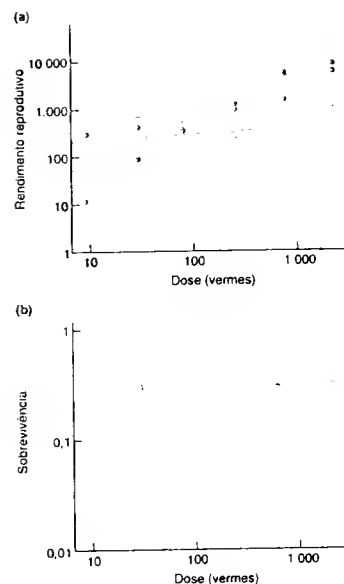 (a)
Rendimento reprodutivo
10 000
1.000
100
10
1
10
100
1 000
Dose (vermes)
(b)
Sobrevivência
1
0,1
0,01
10
100
1 000
Dose (vermes)